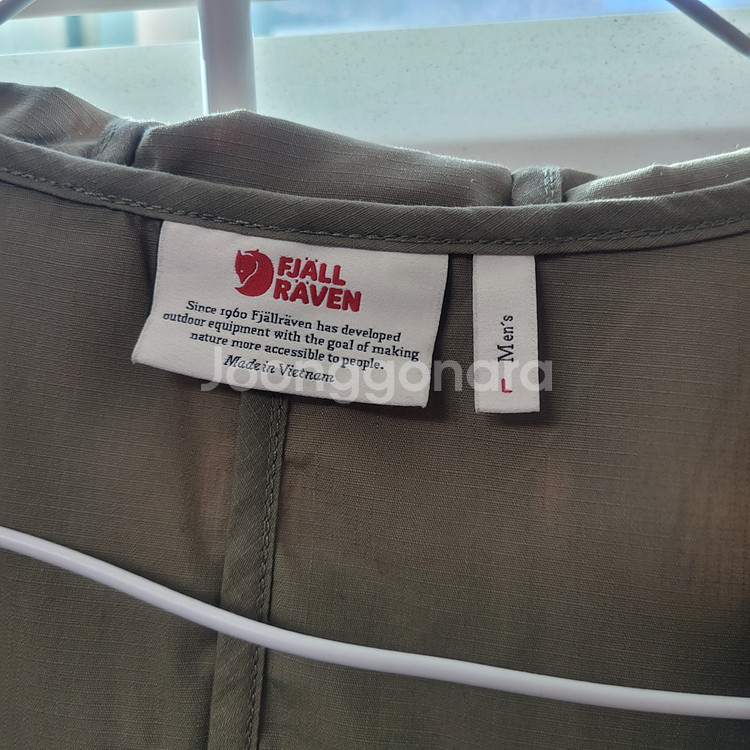 FJÄLL
RÄVEN
Since 1960 Fjällräven has developed
outdoor equipment with the goal of making
nature more accessible to people.
Made in Vietnam
L Men's
Joonggonara